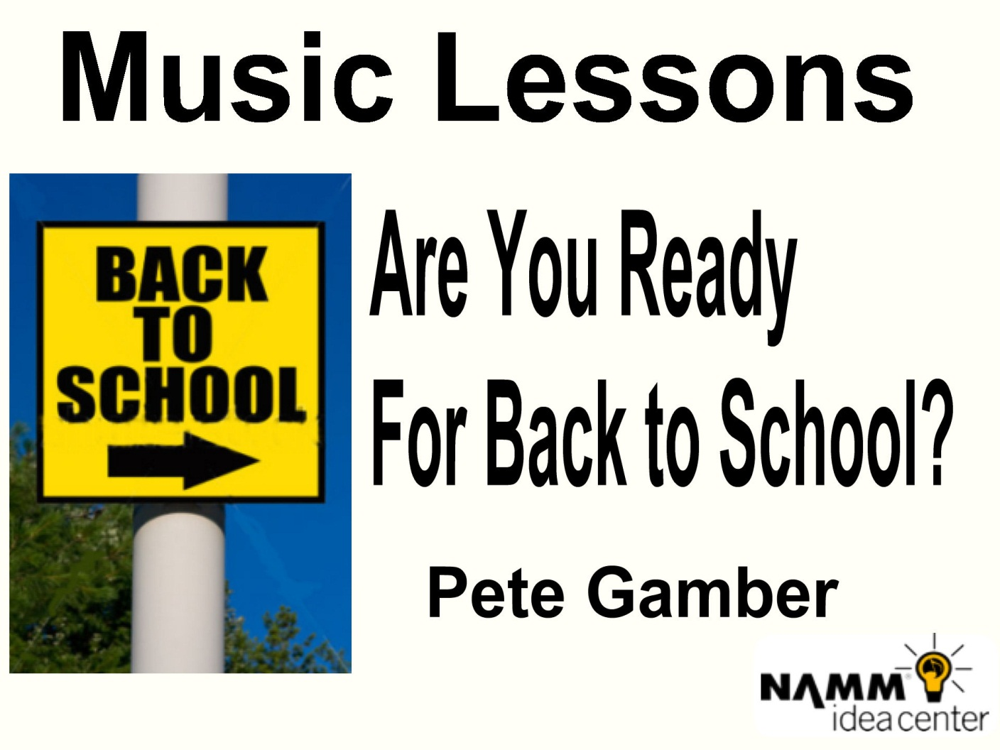 Music Lessons
BACK
TO
SCHOOL
Are You Ready
For Back to School?
Pete Gamber
NAMM®
idea center